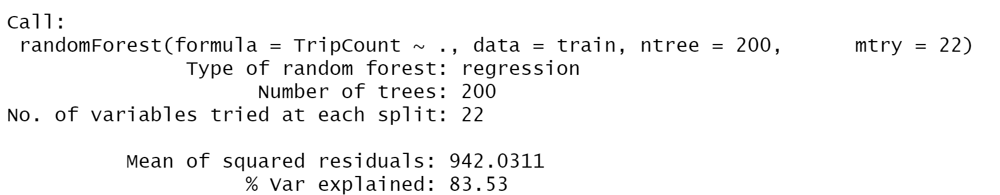 Call:
randomForest(formula = TripCount ~ ., data = train, ntree = 200, mtry = 22)
Type of random forest: regression
Number of trees: 200
No. of variables tried at each split: 22
Mean of squared residuals: 942.0311
% Var explained: 83.53